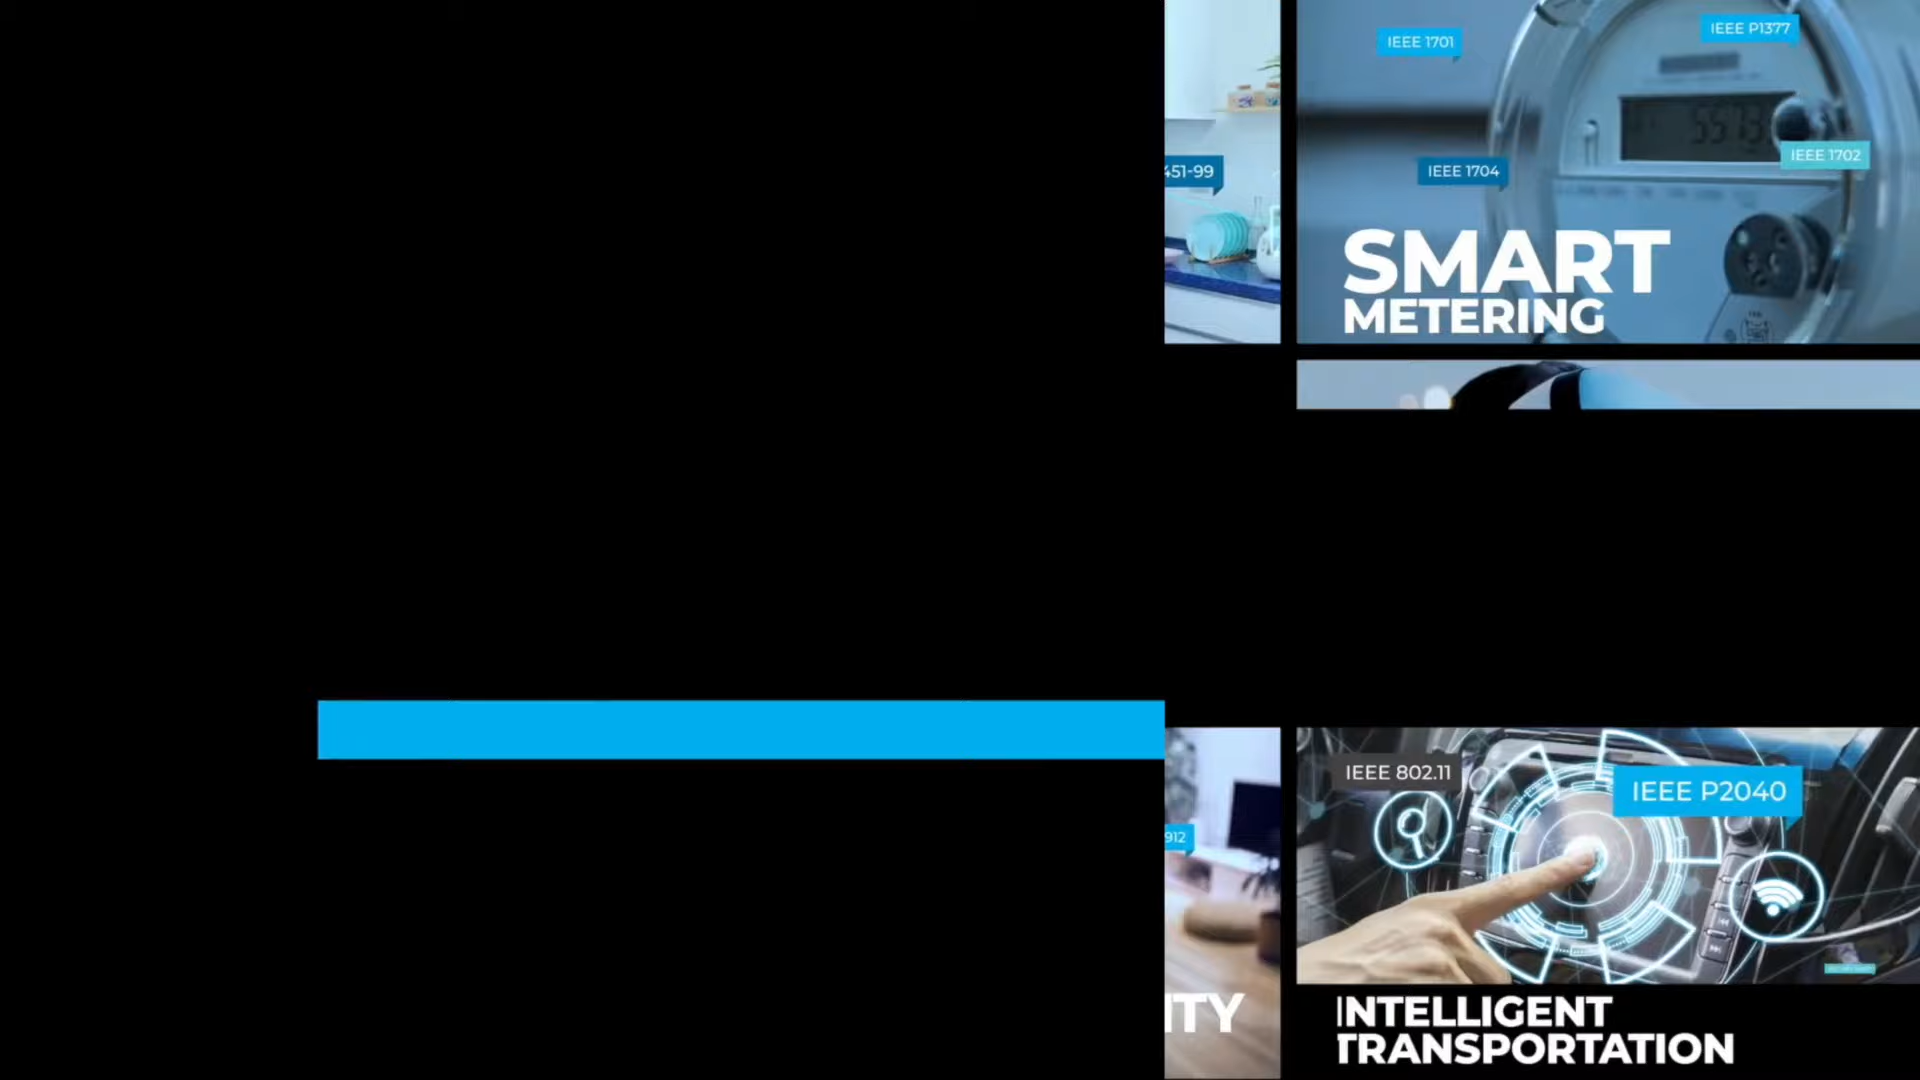 IEEE 1701
IEEE P1377
451-99
IEEE 1704
IEEE 1702
SMART
METERING
912
IEEE 802.11
IEEE P2040
ITY
INTELLIGENT
TRANSPORTATION